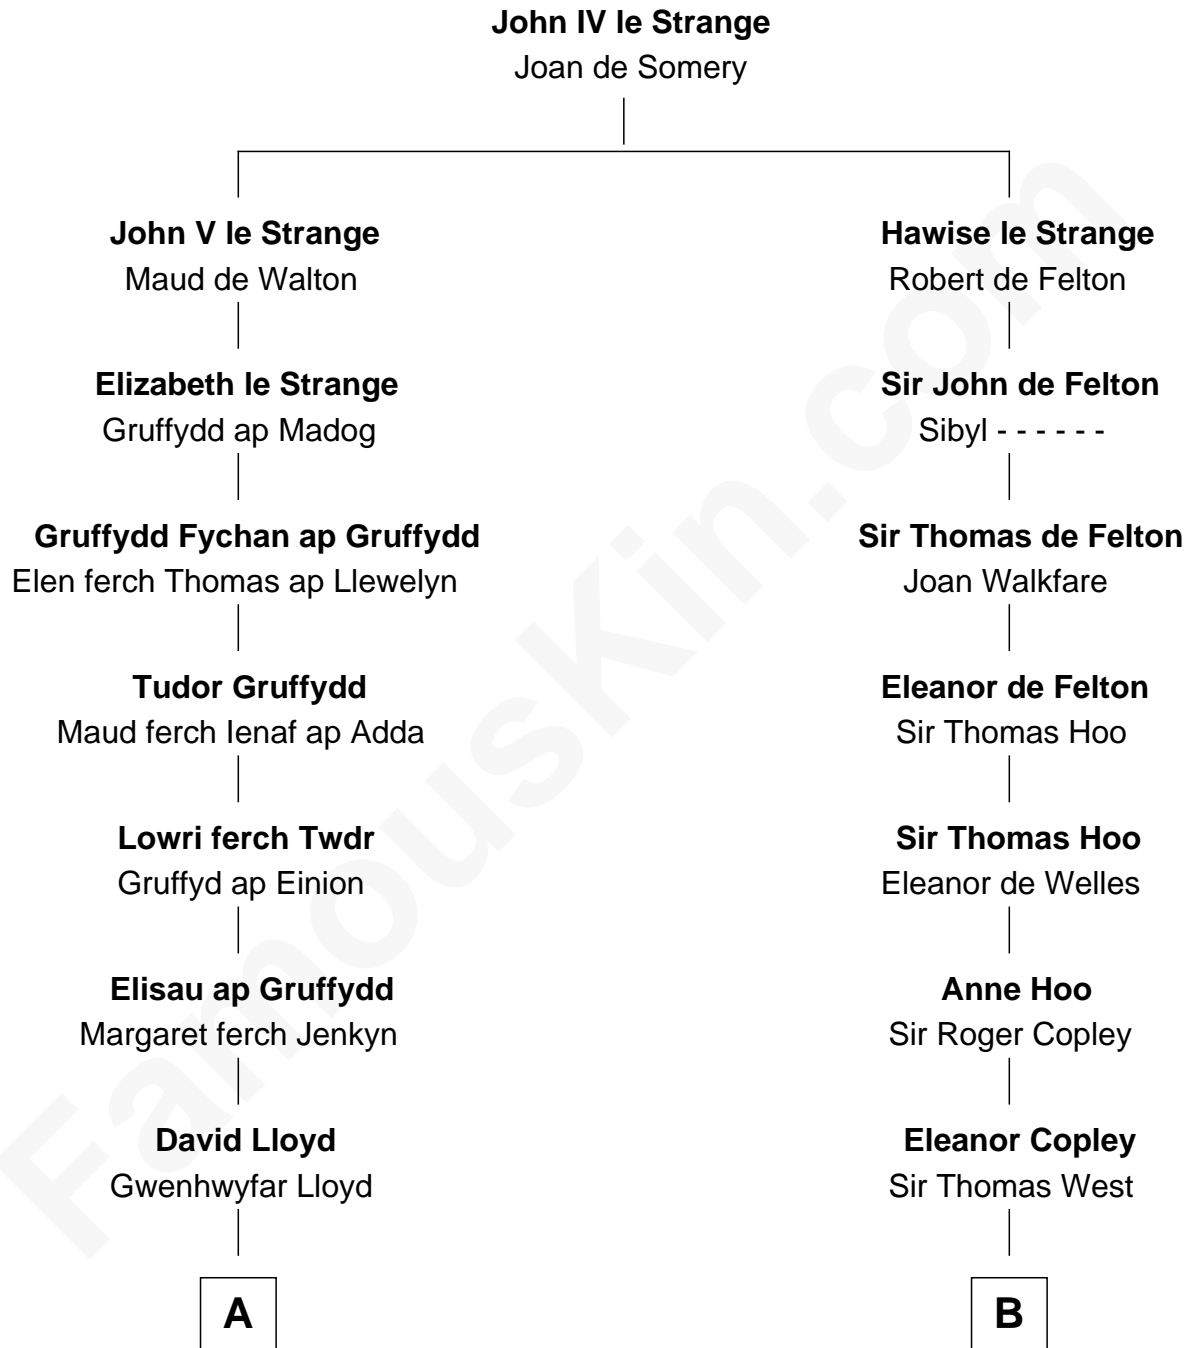 John IV le Strange
Joan de Somery
John V le Strange
Maud de Walton
Hawise le Strange
Robert de Felton
Elizabeth le Strange
Gruffydd ap Madog
Sir John de Felton
Sibyl - - - - - -
Gruffydd Fychan ap Gruffydd
Elen ferch Thomas ap Llewelyn
Sir Thomas de Felton
Joan Walkfare
Tudor Gruffydd
Maud ferch Ienaf ap Adda
Eleanor de Felton
Sir Thomas Hoo
Lowri ferch Twdr
Gruffyd ap Einion
Sir Thomas Hoo
Eleanor de Welles
Elisau ap Gruffydd
Margaret ferch Jenkyn
Anne Hoo
Sir Roger Copley
David Lloyd
Gwenhwyfar Lloyd
Eleanor Copley
Sir Thomas West
A
B
FamousKin.com